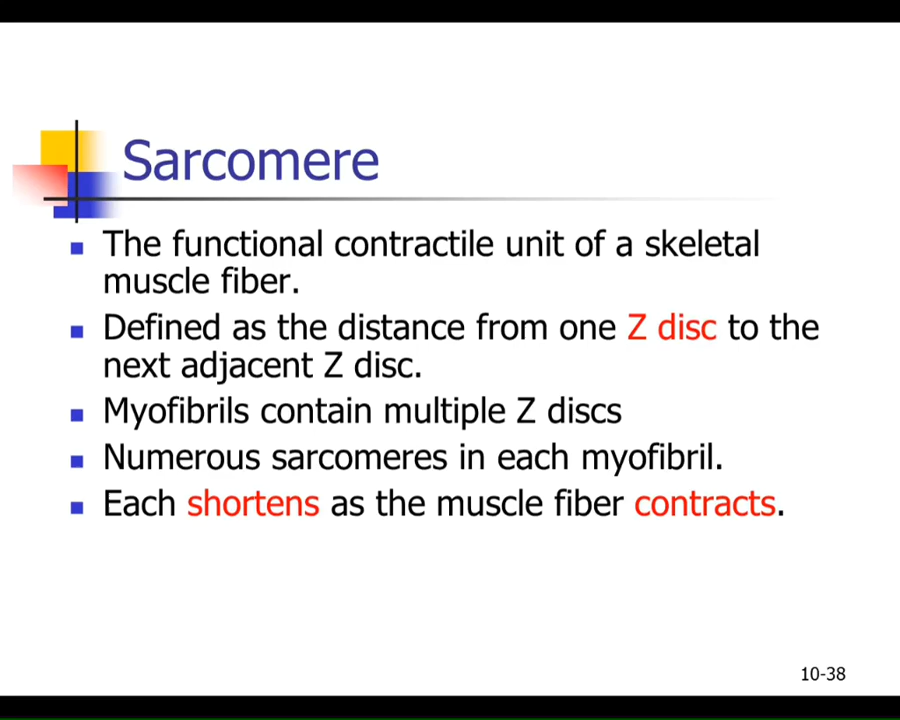 Sarcomere
The functional contractile unit of a skeletal
muscle fiber.
Defined as the distance from one Z disc to the
next adjacent Z disc.
Myofibrils contain multiple Z discs
Numerous sarcomeres in each myofibril.
Each shortens as the muscle fiber contracts.
10-38